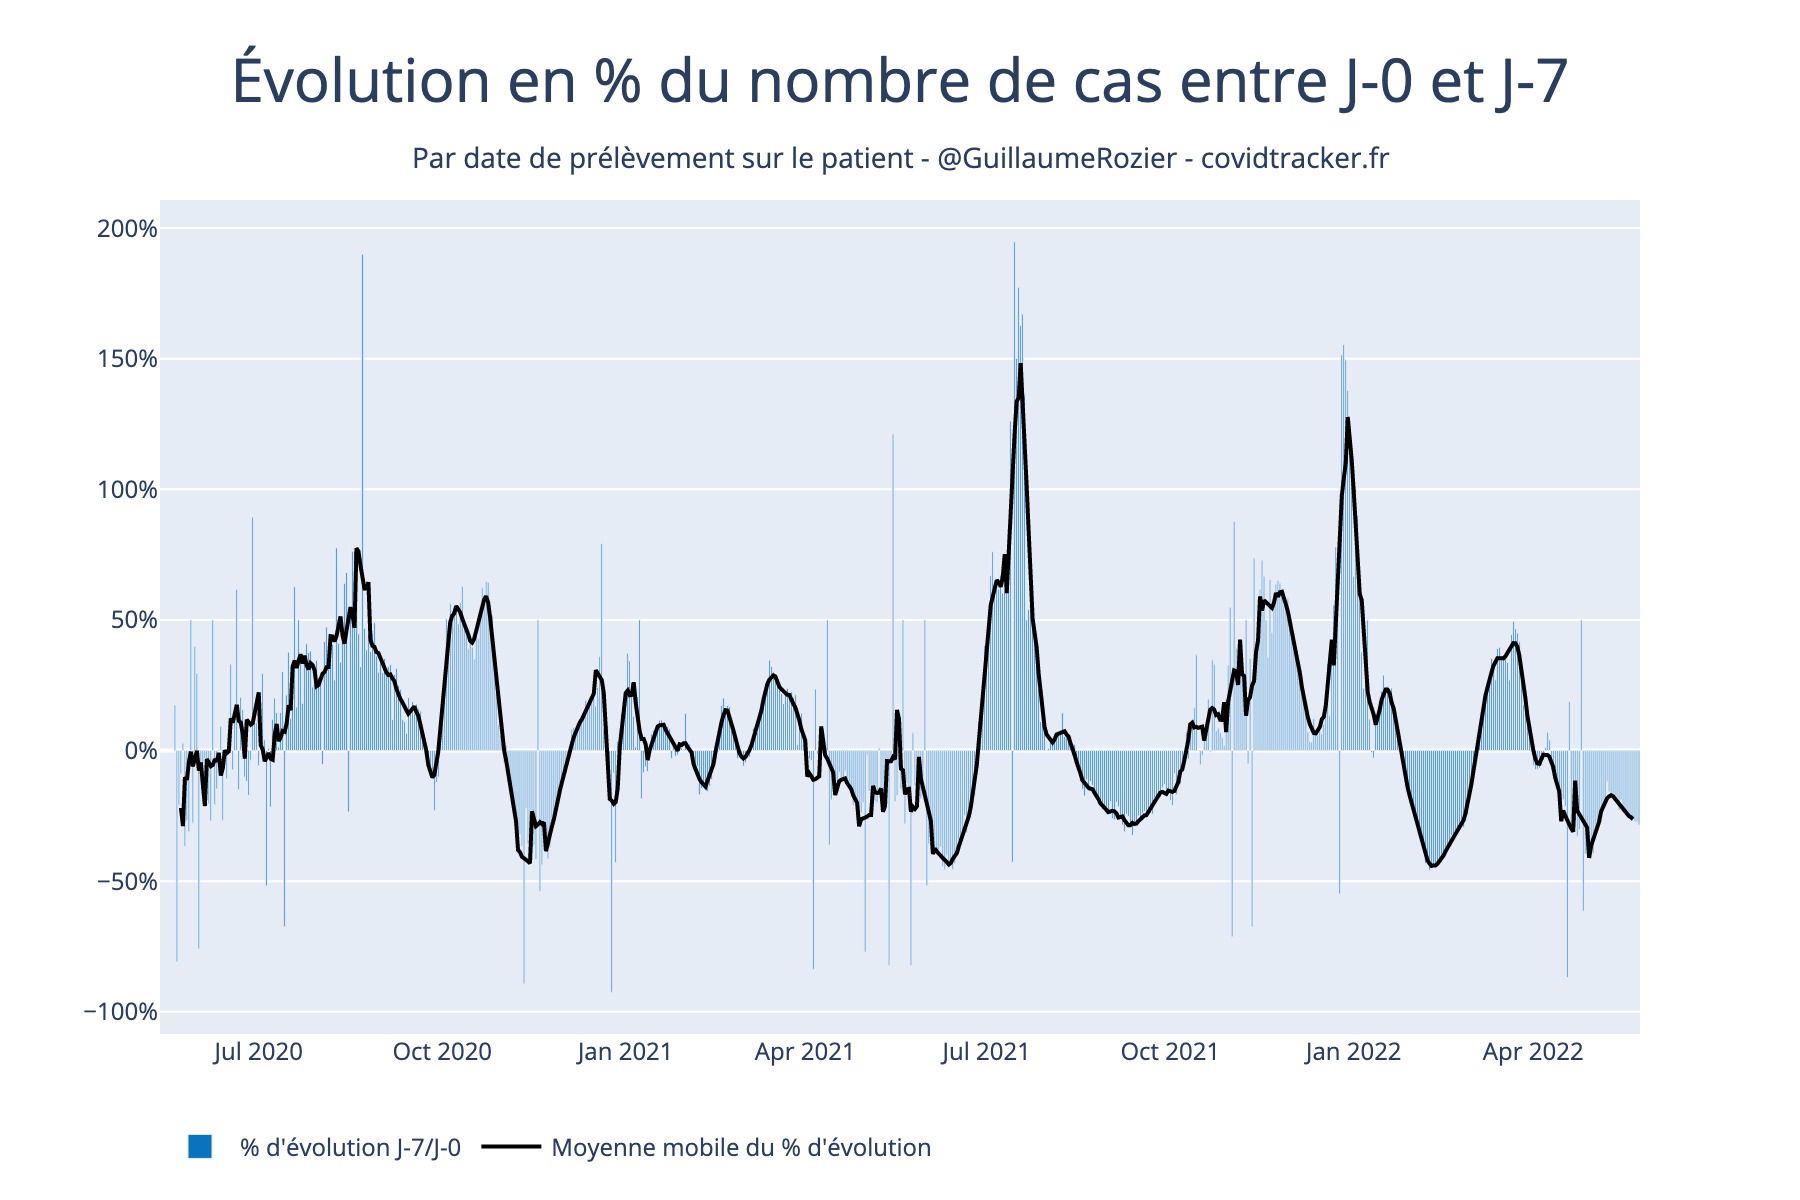 Évolution en % du nombre de cas entre J-0 et J-7
Par date de prélèvement sur le patient - @GuillaumeRozier - covidtracker.fr
200%
150%
100%
50%
0%
−50%
−100%
Jul 2020 Oct 2020 Jan 2021 Apr 2021 Jul 2021 Oct 2021 Jan 2022 Apr 2022
% d'évolution J-7/J-0 Moyenne mobile du % d'évolution